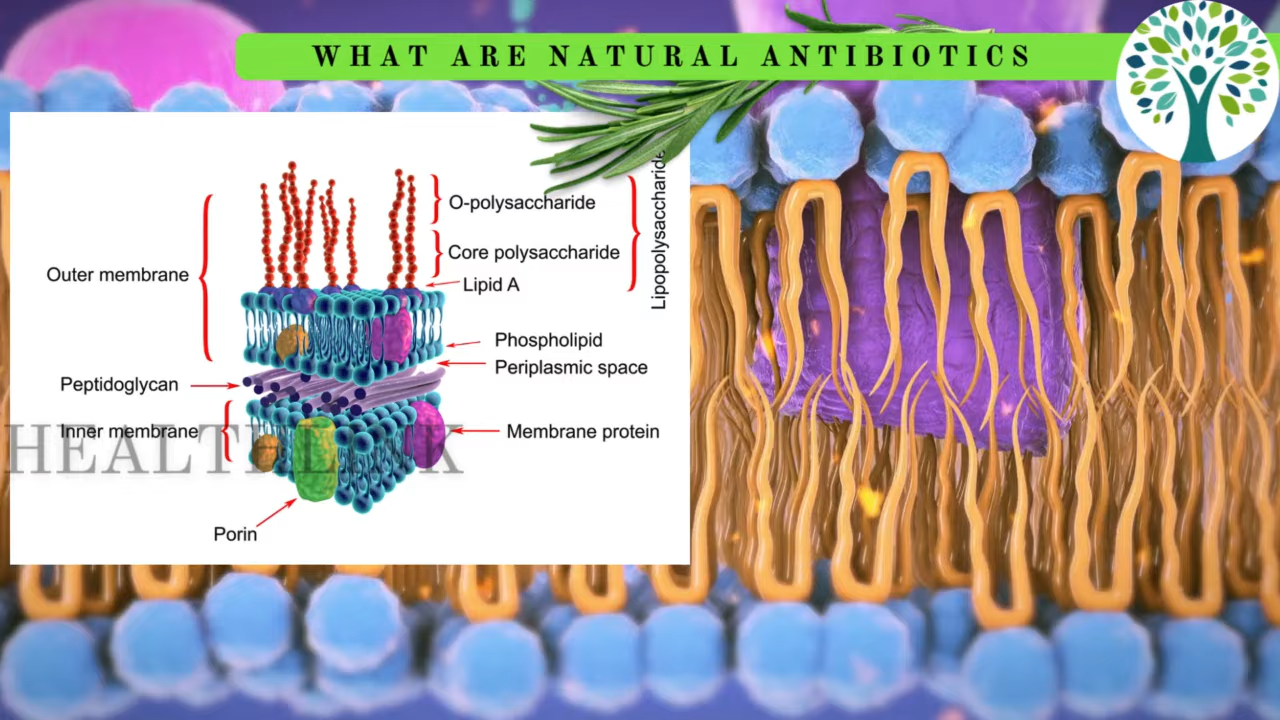 WHAT ARE NATURAL ANTIBIOTICS
O-polysaccharide
Core polysaccharide
Lipid A
Lipopolysaccharide
Outer membrane
Phospholipid
Periplasmic space
Peptidoglycan
Inner membrane
Membrane protein
Porin